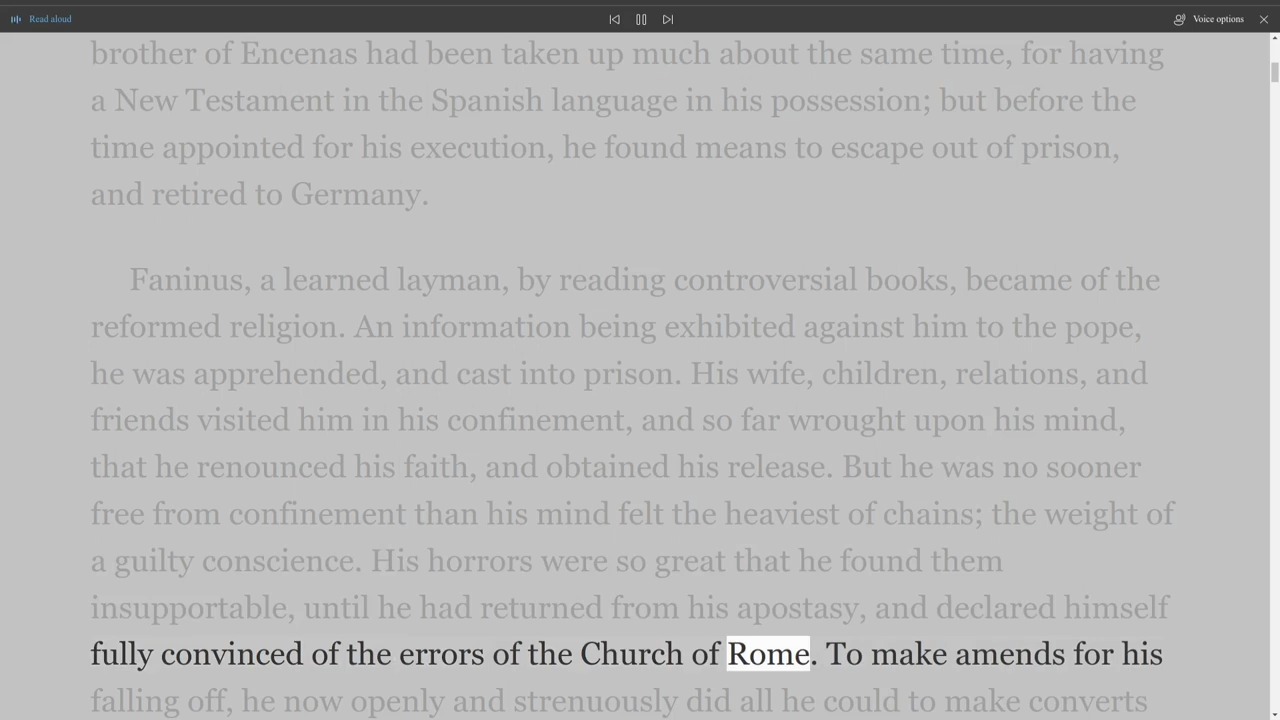 Read aloud
Voice options
brother of Encenas had been taken up much about the same time, for having
a New Testament in the Spanish language in his possession; but before the
time appointed for his execution, he found means to escape out of prison,
and retired to Germany.
Faninus, a learned layman, by reading controversial books, became of the
reformed religion. An information being exhibited against him to the pope,
he was apprehended, and cast into prison. His wife, children, relations, and
friends visited him in his confinement, and so far wrought upon his mind,
that he renounced his faith, and obtained his release. But he was no sooner
free from confinement than his mind felt the heaviest of chains; the weight of
a guilty conscience. His horrors were so great that he found them
insupportable, until he had returned from his apostasy, and declared himself
fully convinced of the errors of the Church of Rome. To make amends for his
falling off, he now openly and strenuously did all he could to make converts